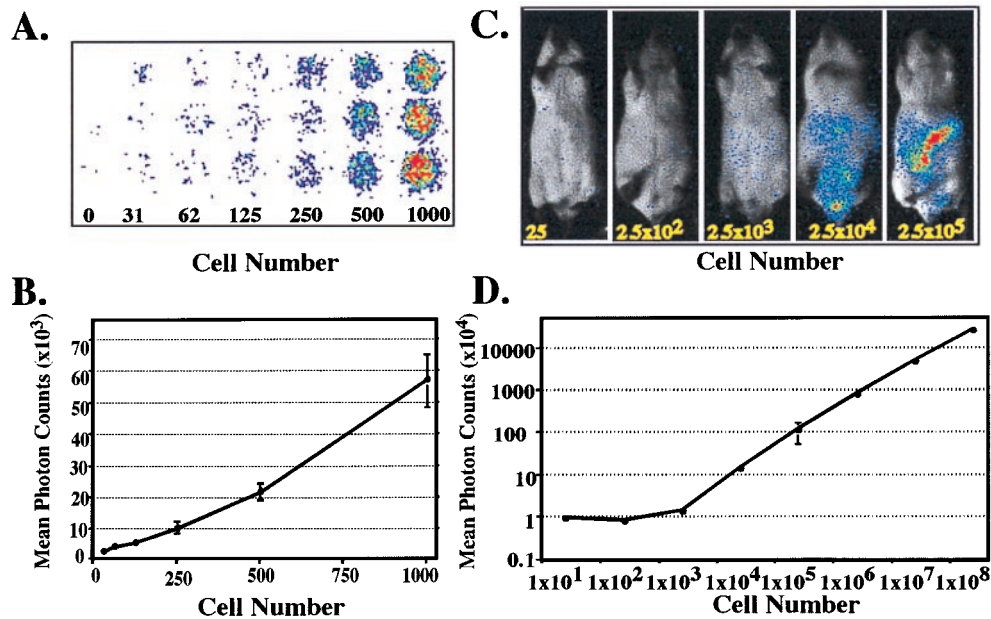 A.
0 31 62 125 250 500 1000
Cell Number
B.
Mean Photon Counts (x10³)
70
60
50
40
30
20
10
0
0 250 500 750 1000
Cell Number
C.
25 2.5x10² 2.5x10³ 2.5x10⁴ 2.5x10⁵
Cell Number
D.
Mean Photon Counts (x10⁴)
10000
1000
100
10
1
0.1
1x10¹ 1x10² 1x10³ 1x10⁴ 1x10⁵ 1x10⁶ 1x10⁷ 1x10⁸
Cell Number